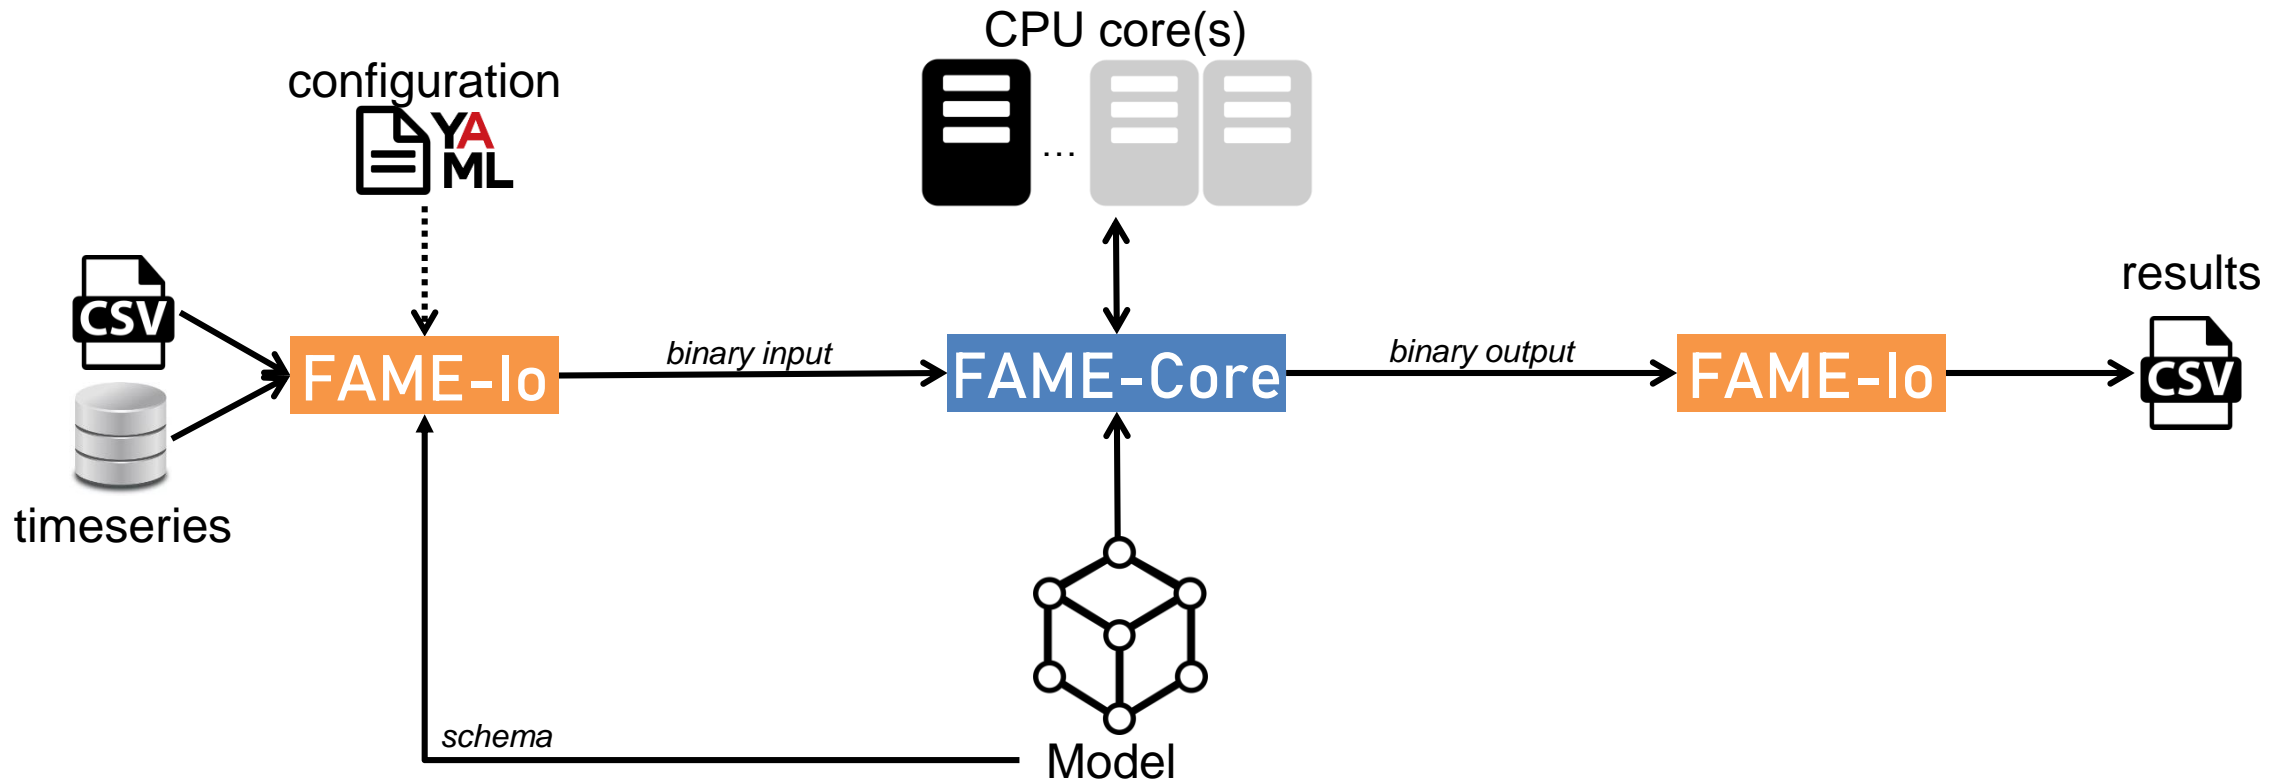 CPU core(s)
configuration
YA
ML
...
CSV
results
FAME-Io
binary input
FAME-Core
binary output
FAME-Io
CSV
timeseries
schema
Model